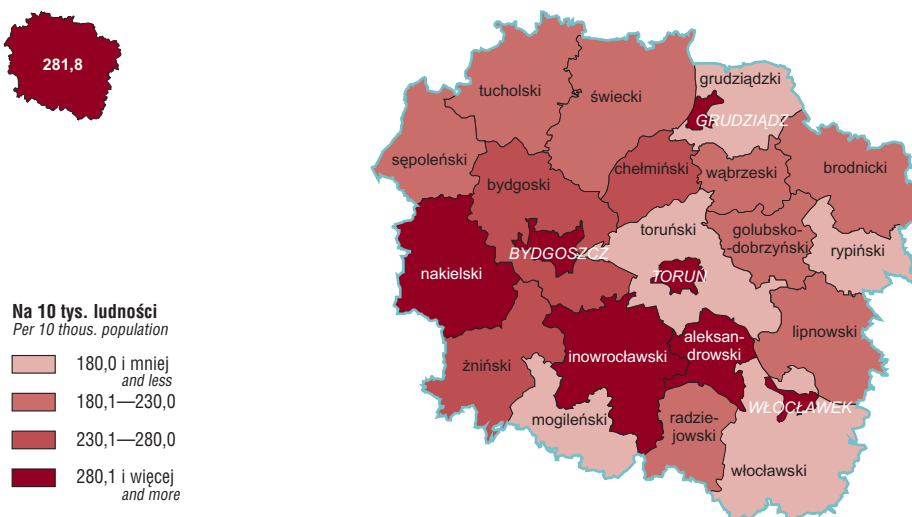 281,8
grudziądzki
tucholski
świecki
GRUDZIĄDZ
sępoleński
chełmiński
wąbrzeski
brodnicki
bydgoski
toruński
golubsko-
-dobrzyński
rypiński
BYDGOSZCZ
TORUŃ
nakielski
Na 10 tys. ludności
Per 10 thous. population
180,0 i mniej
and less
180,1—230,0
230,1—280,0
280,1 i więcej
and more
lipnowski
aleksan-
drowski
inowrocławski
żniński
WŁOCŁAWEK
mogileński
radzie-
jowski
włocławski